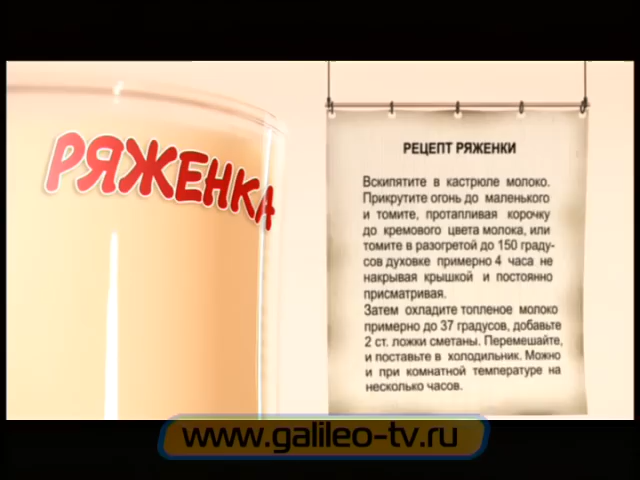 РЯЖЕНКА
РЕЦЕПТ РЯЖЕНКИ
Вскипятите в кастрюле молоко.
Прикрутите огонь до маленького
и томите, протапливая корочку
до кремового цвета молока, или
томите в разогретой до 150 граду-
сов духовке примерно 4 часа не
накрывая крышкой и постоянно
присматривая.
Затем охладите топленое молоко
примерно до 37 градусов, добавьте
2 ст. ложки сметаны. Перемешайте,
и поставьте в холодильник. Можно
и при комнатной температуре на
несколько часов.
www.galileo-tv.ru